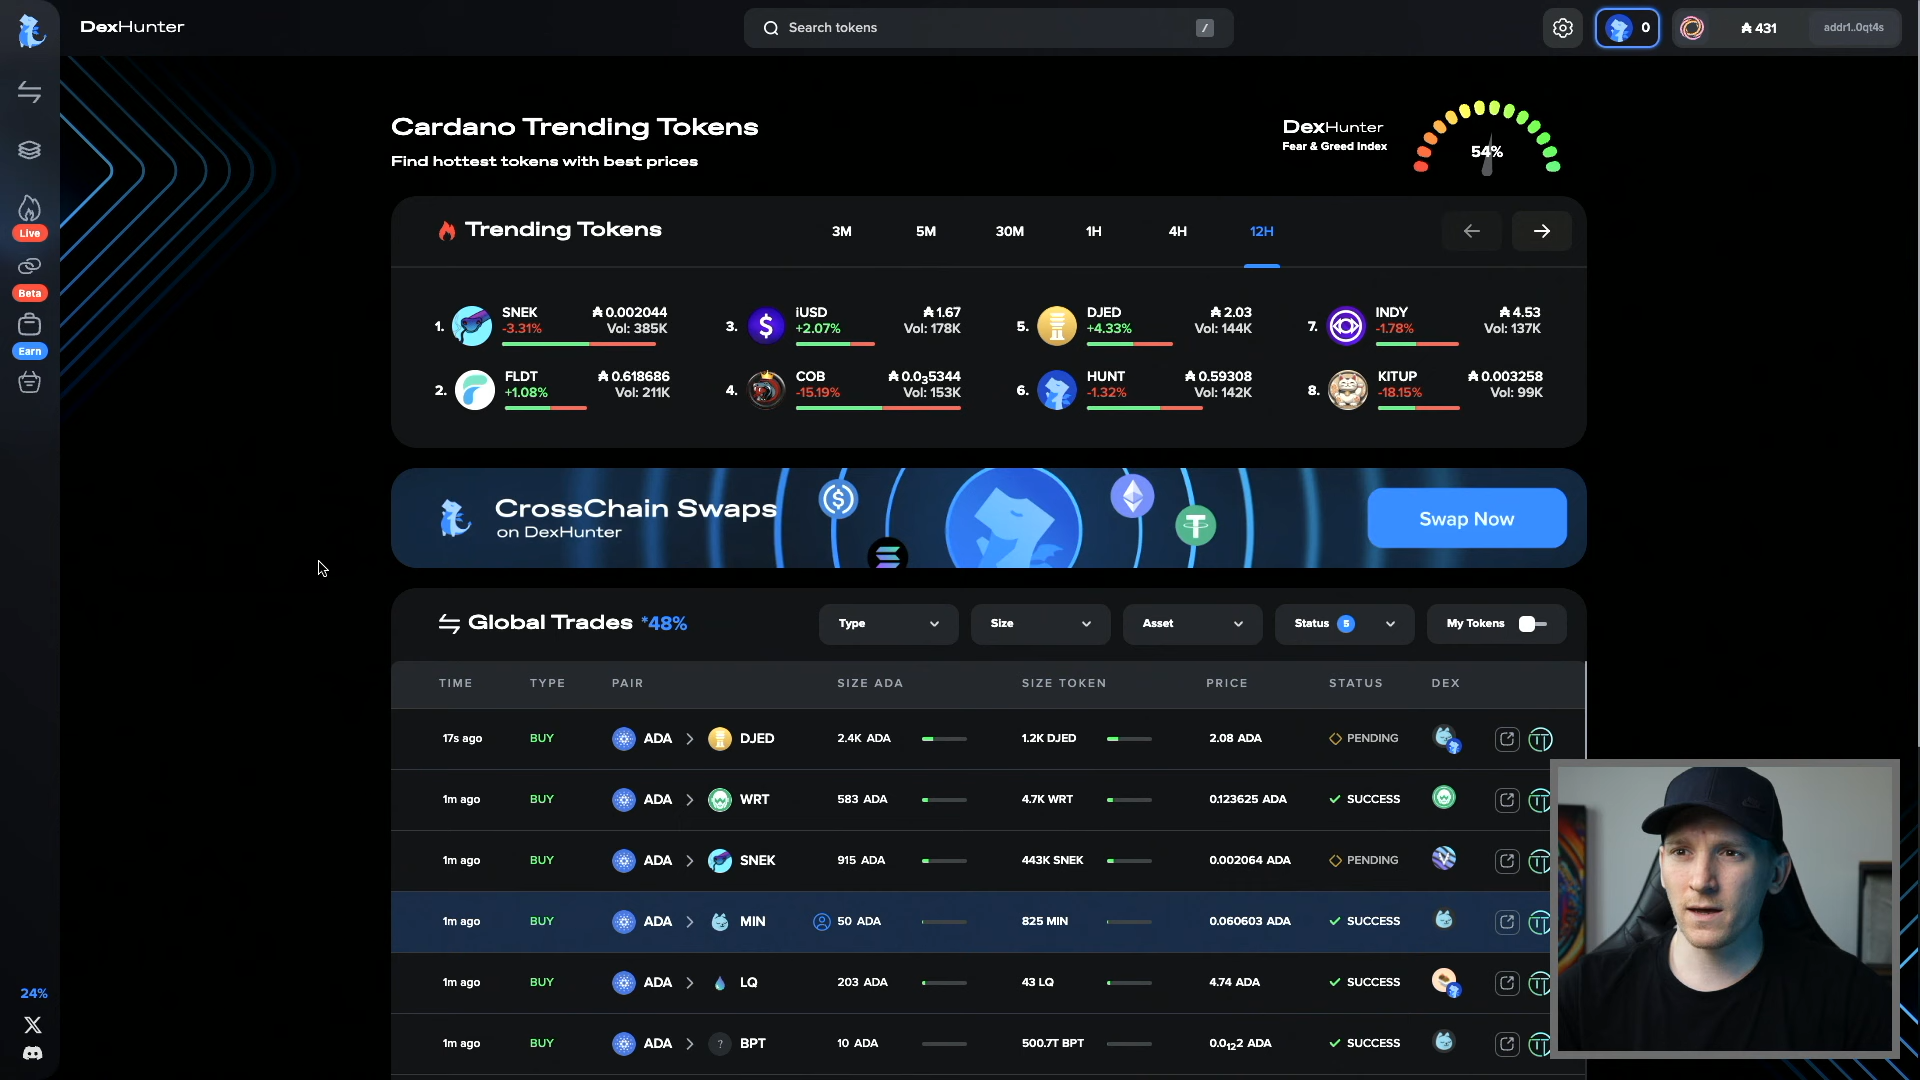 DexHunter
Search tokens
/
0
₳ 431
addr1..0qt4s
Live
Beta
Earn
24%
Cardano Trending Tokens
Find hottest tokens with best prices
DexHunter
Fear & Greed Index
54%
Trending Tokens
3M
5M
30M
1H
4H
12H
1. SNEK ₳ 0.002044
-3.31% Vol: 385K
3. iUSD ₳ 1.67
+2.07% Vol: 178K
5. DJED ₳ 2.03
+4.33% Vol: 144K
7. INDY ₳ 4.53
-1.78% Vol: 137K
2. FLDT ₳ 0.618686
+1.08% Vol: 211K
4. COB ₳ 0.0₃5344
-15.19% Vol: 153K
6. HUNT ₳ 0.59308
-1.32% Vol: 142K
8. KITUP ₳ 0.003258
-18.15% Vol: 99K
CrossChain Swaps
on DexHunter
Swap Now
Global Trades *48%
Type
Size
Asset
Status 5
My Tokens
TIME TYPE PAIR SIZE ADA SIZE TOKEN PRICE STATUS DEX
17s ago BUY ADA > DJED 2.4K ADA 1.2K DJED 2.08 ADA PENDING
1m ago BUY ADA > WRT 583 ADA 4.7K WRT 0.123625 ADA SUCCESS
1m ago BUY ADA > SNEK 915 ADA 443K SNEK 0.002064 ADA PENDING
1m ago BUY ADA > MIN 50 ADA 825 MIN 0.060603 ADA SUCCESS
1m ago BUY ADA > LQ 203 ADA 43 LQ 4.74 ADA SUCCESS
1m ago BUY ADA > ? BPT 10 ADA 500.7T BPT 0.0₁₂2 ADA SUCCESS